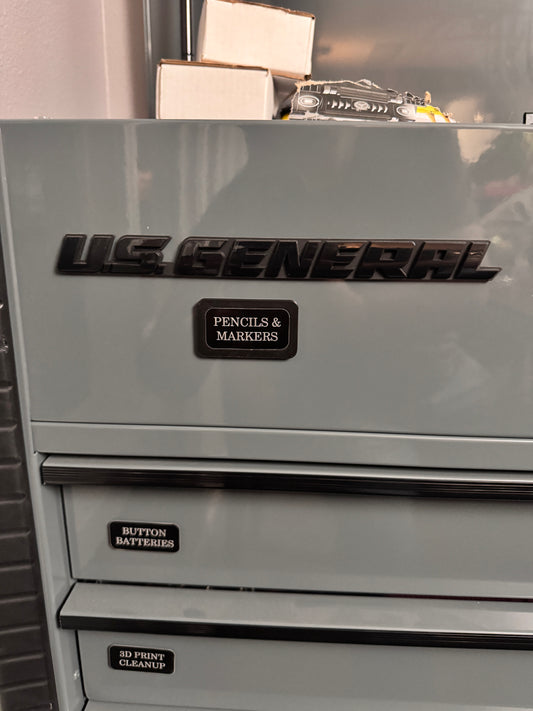 U.S.GENERAL
PENCILS &
MARKERS
BUTTON
BATTERIES
3D PRINT
CLEANUP